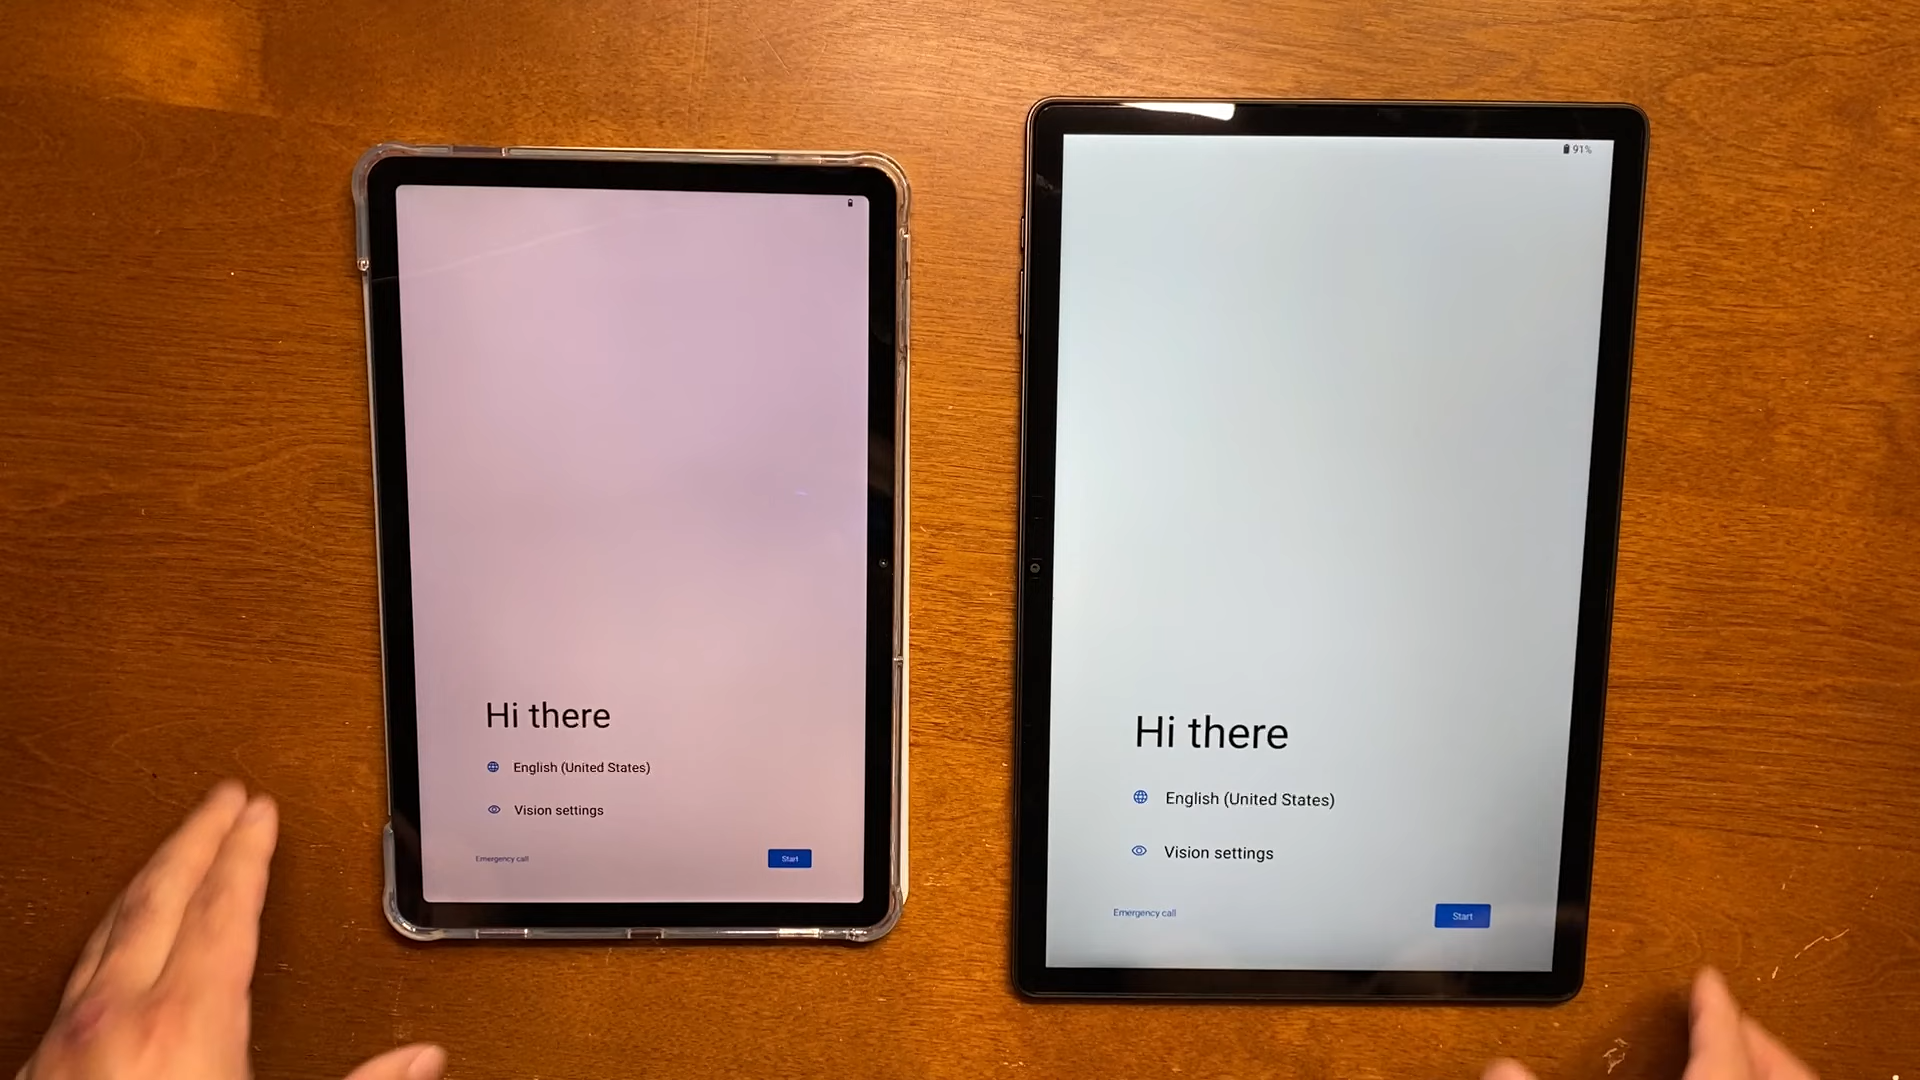 Hi there
English (United States)
Vision settings
Emergency call
Start
91%
Hi there
English (United States)
Vision settings
Emergency call
Start